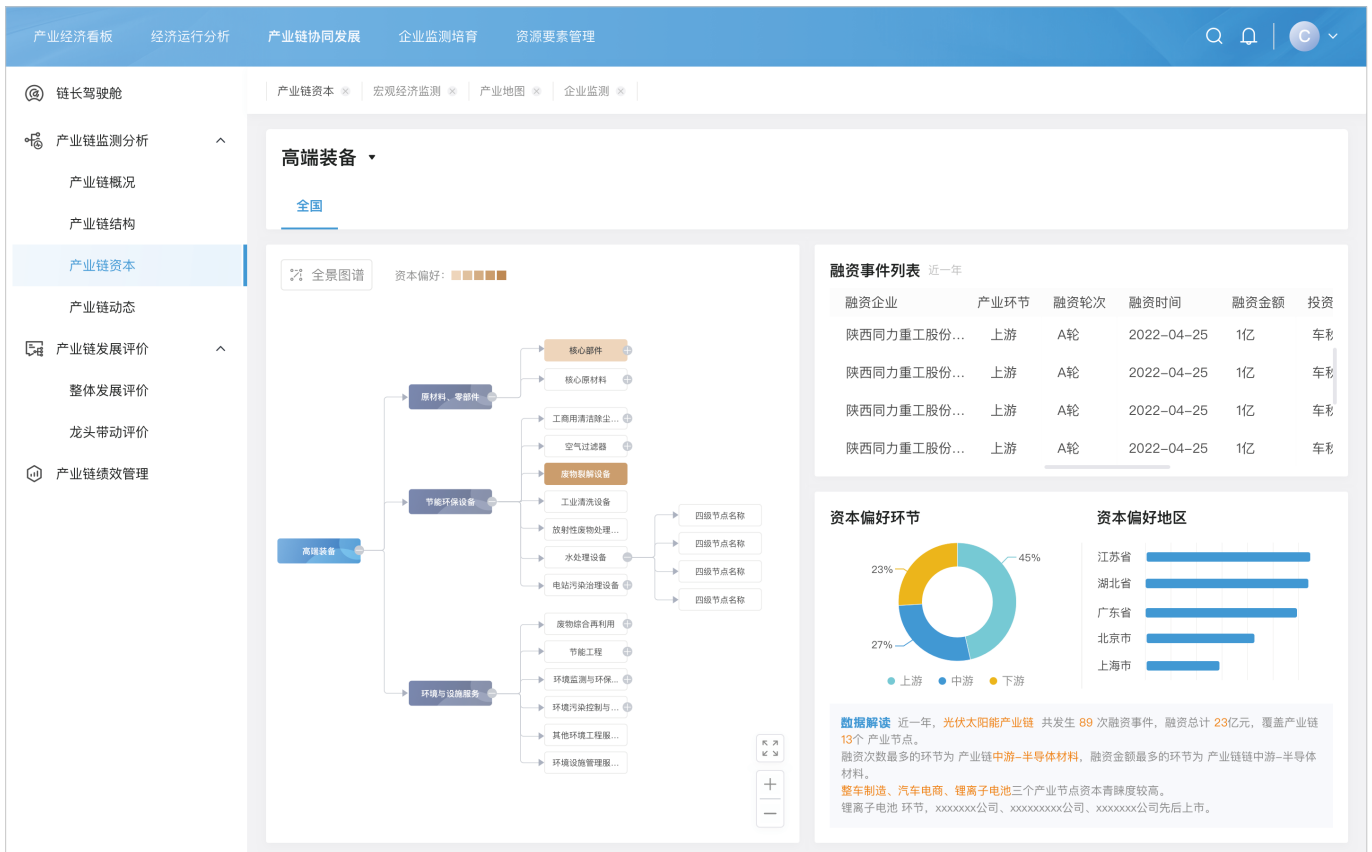 产业经济看板 经济运行分析 产业链协同发展 企业监测培育 资源要素管理 C
链长驾驶舱
产业链监测分析
产业链概况
产业链结构
产业链资本
产业链动态
产业链发展评价
整体发展评价
龙头带动评价
产业链绩效管理
产业链资本 宏观经济监测 产业地图 企业监测
高端装备
全国
全景图谱 资本偏好:
高端装备
原材料、零部件
核心部件
核心原材料
节能环保设备
工商用清洁除尘...
空气过滤器
废物裂解设备
工业清洗设备
放射性废物处理...
水处理设备
四级节点名称
四级节点名称
四级节点名称
四级节点名称
电站污染治理设备
环境与设施服务
废物综合再利用
节能工程
环境监测与环保...
环境污染控制与...
其他环境工程服...
环境设施管理服...
融资事件列表 近一年
融资企业 产业环节 融资轮次 融资时间 融资金额 投资
陕西同力重工股份... 上游 A轮 2022-04-25 1亿 车秒
陕西同力重工股份... 上游 A轮 2022-04-25 1亿 车秒
陕西同力重工股份... 上游 A轮 2022-04-25 1亿 车秒
陕西同力重工股份... 上游 A轮 2022-04-25 1亿 车秒
资本偏好环节
45%
23%
27%
上游 中游 下游
资本偏好地区
江苏省
湖北省
广东省
北京市
上海市
数据解读 近一年，光伏太阳能产业链 共发生 89 次融资事件，融资总计 23亿元，覆盖产业链
13个 产业节点。
融资次数最多的环节为 产业链中游-半导体材料，融资金额最多的环节为 产业链链中游-半导体
材料。
整车制造、汽车电商、锂离子电池三个产业节点资本青睐度较高。
锂离子电池 环节，xxxxxxx公司、xxxxxxxxx公司、xxxxxxx公司先后上市。